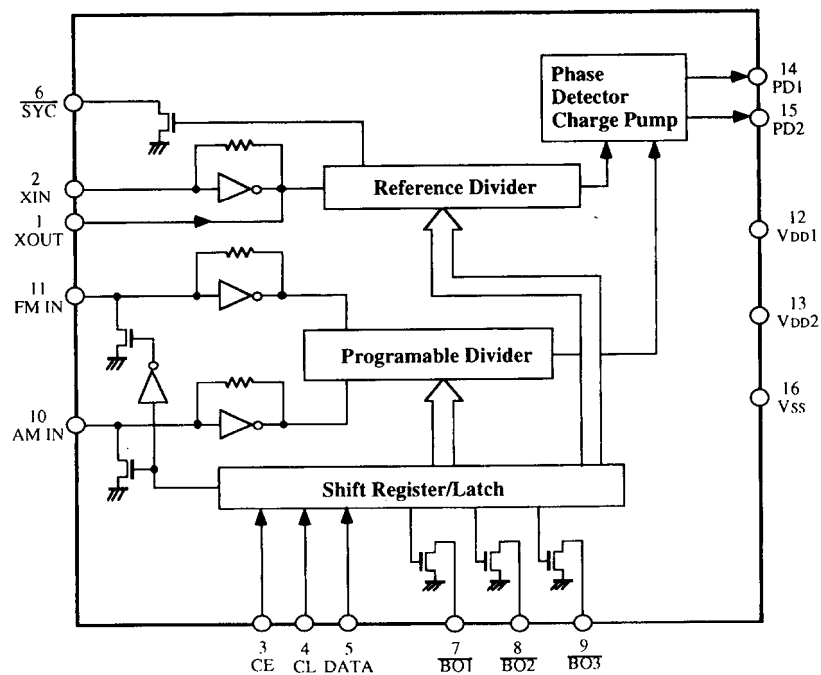 6
SYC
2
XIN
1
XOUT
11
FM IN
10
AM IN
Phase
Detector
Charge Pump
Reference Divider
Programable Divider
Shift Register/Latch
14
PD1
15
PD2
12
VDD1
13
VDD2
16
VSS
3
CE
4
CL
5
DATA
7
BO1
8
BO2
9
BO3